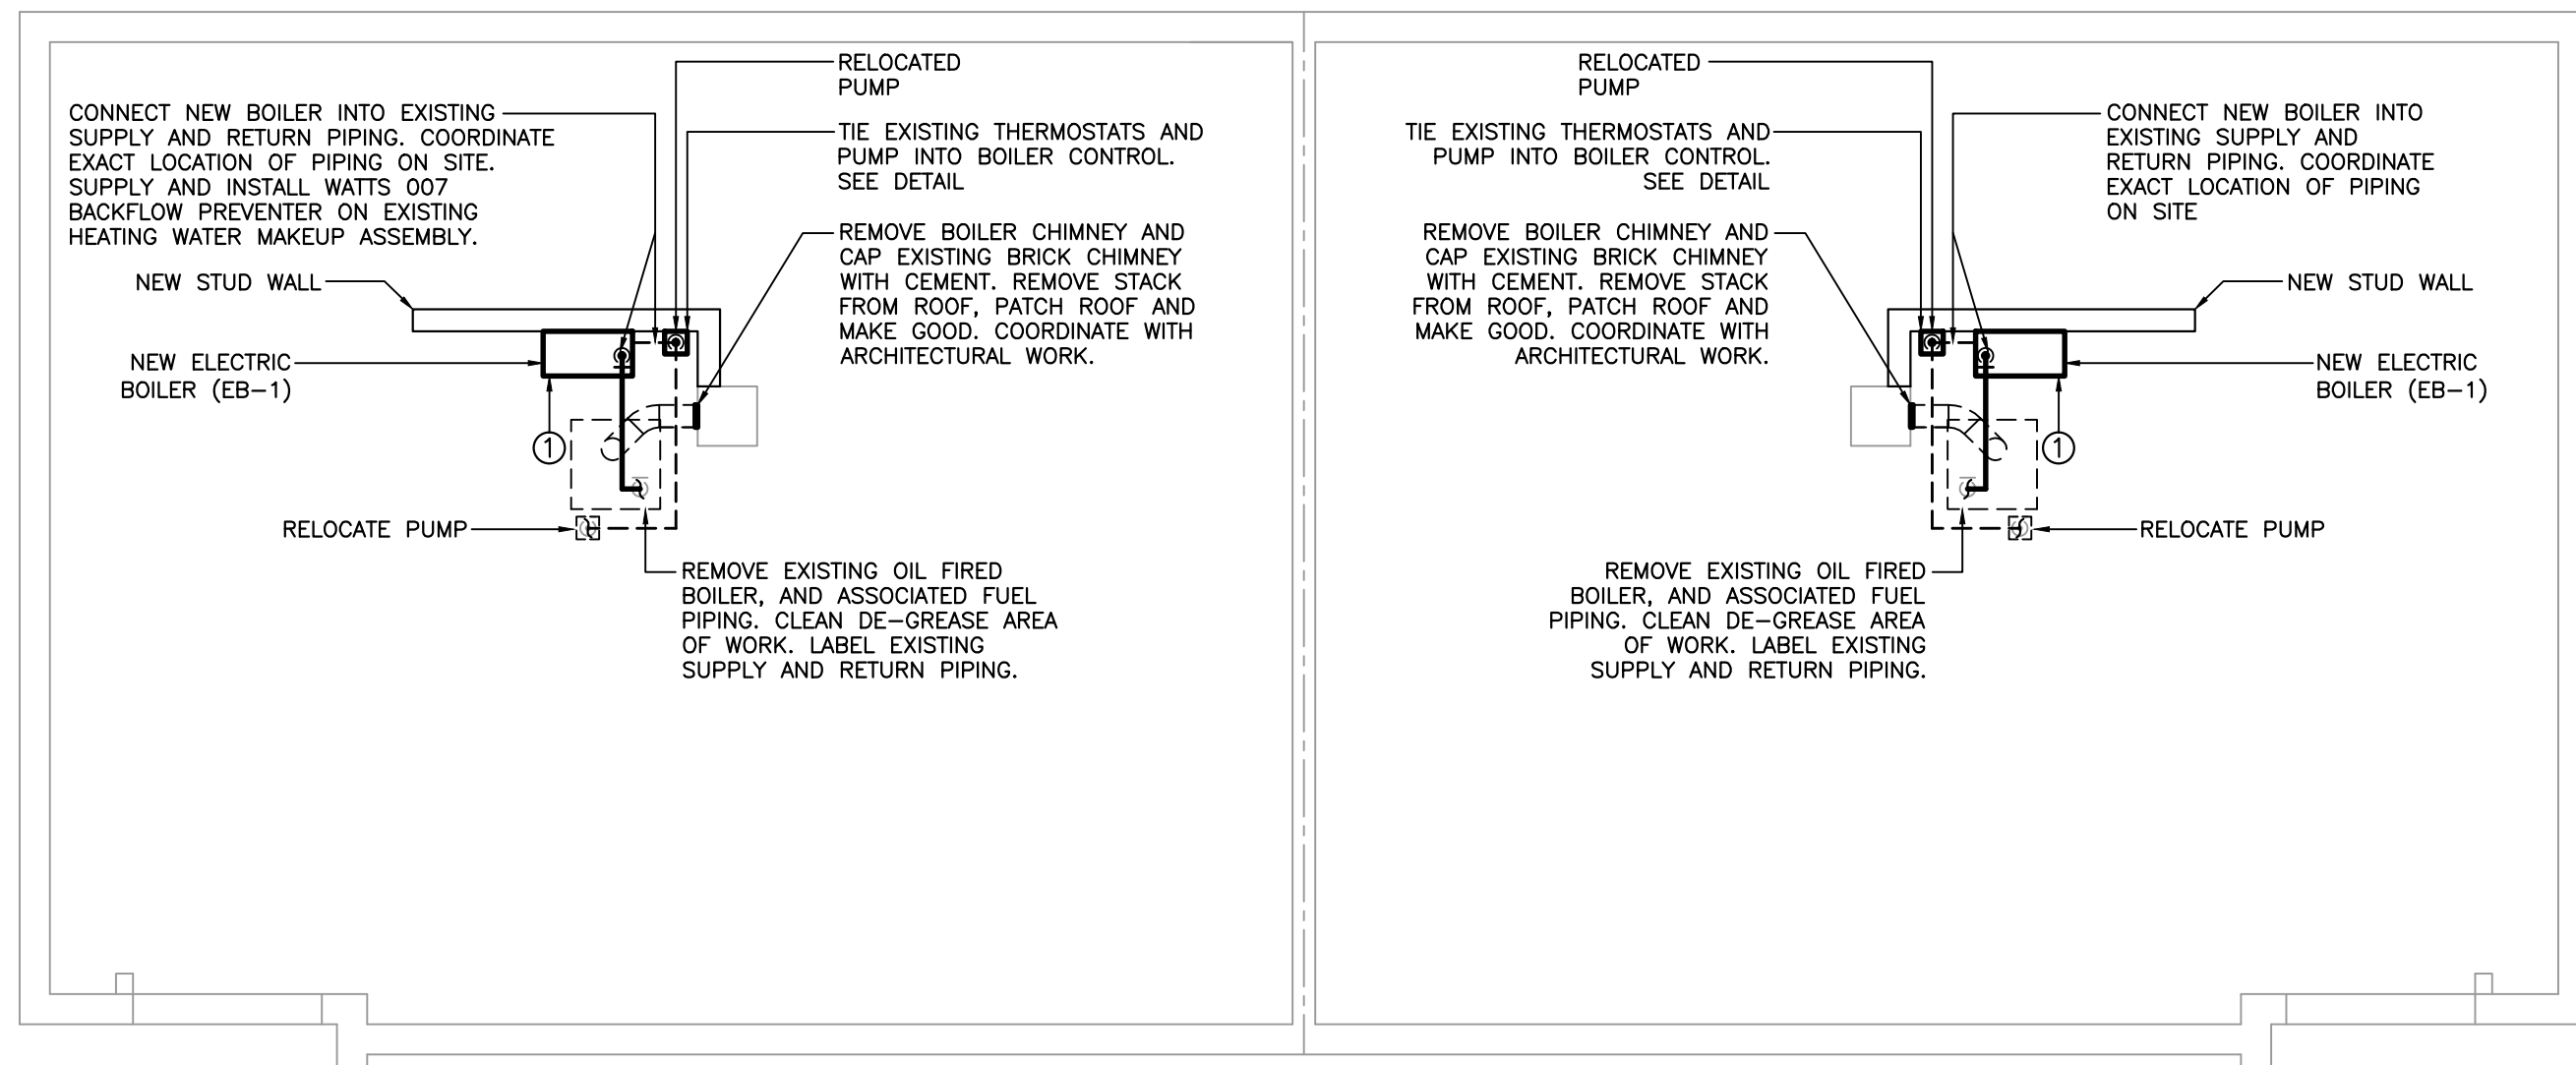 RELOCATED
PUMP
CONNECT NEW BOILER INTO EXISTING
SUPPLY AND RETURN PIPING. COORDINATE
EXACT LOCATION OF PIPING ON SITE.
SUPPLY AND INSTALL WATTS 007
BACKFLOW PREVENTER ON EXISTING
HEATING WATER MAKEUP ASSEMBLY.
TIE EXISTING THERMOSTATS AND
PUMP INTO BOILER CONTROL.
SEE DETAIL
REMOVE BOILER CHIMNEY AND
CAP EXISTING BRICK CHIMNEY
WITH CEMENT. REMOVE STACK
FROM ROOF, PATCH ROOF AND
MAKE GOOD. COORDINATE WITH
ARCHITECTURAL WORK.
NEW STUD WALL
NEW ELECTRIC
BOILER (EB-1)
1
RELOCATE PUMP
REMOVE EXISTING OIL FIRED
BOILER, AND ASSOCIATED FUEL
PIPING. CLEAN DE-GREASE AREA
OF WORK. LABEL EXISTING
SUPPLY AND RETURN PIPING.
RELOCATED
PUMP
TIE EXISTING THERMOSTATS AND
PUMP INTO BOILER CONTROL.
SEE DETAIL
CONNECT NEW BOILER INTO
EXISTING SUPPLY AND
RETURN PIPING. COORDINATE
EXACT LOCATION OF PIPING
ON SITE
REMOVE BOILER CHIMNEY AND
CAP EXISTING BRICK CHIMNEY
WITH CEMENT. REMOVE STACK
FROM ROOF, PATCH ROOF AND
MAKE GOOD. COORDINATE WITH
ARCHITECTURAL WORK.
NEW STUD WALL
NEW ELECTRIC
BOILER (EB-1)
1
RELOCATE PUMP
REMOVE EXISTING OIL FIRED
BOILER, AND ASSOCIATED FUEL
PIPING. CLEAN DE-GREASE AREA
OF WORK. LABEL EXISTING
SUPPLY AND RETURN PIPING.